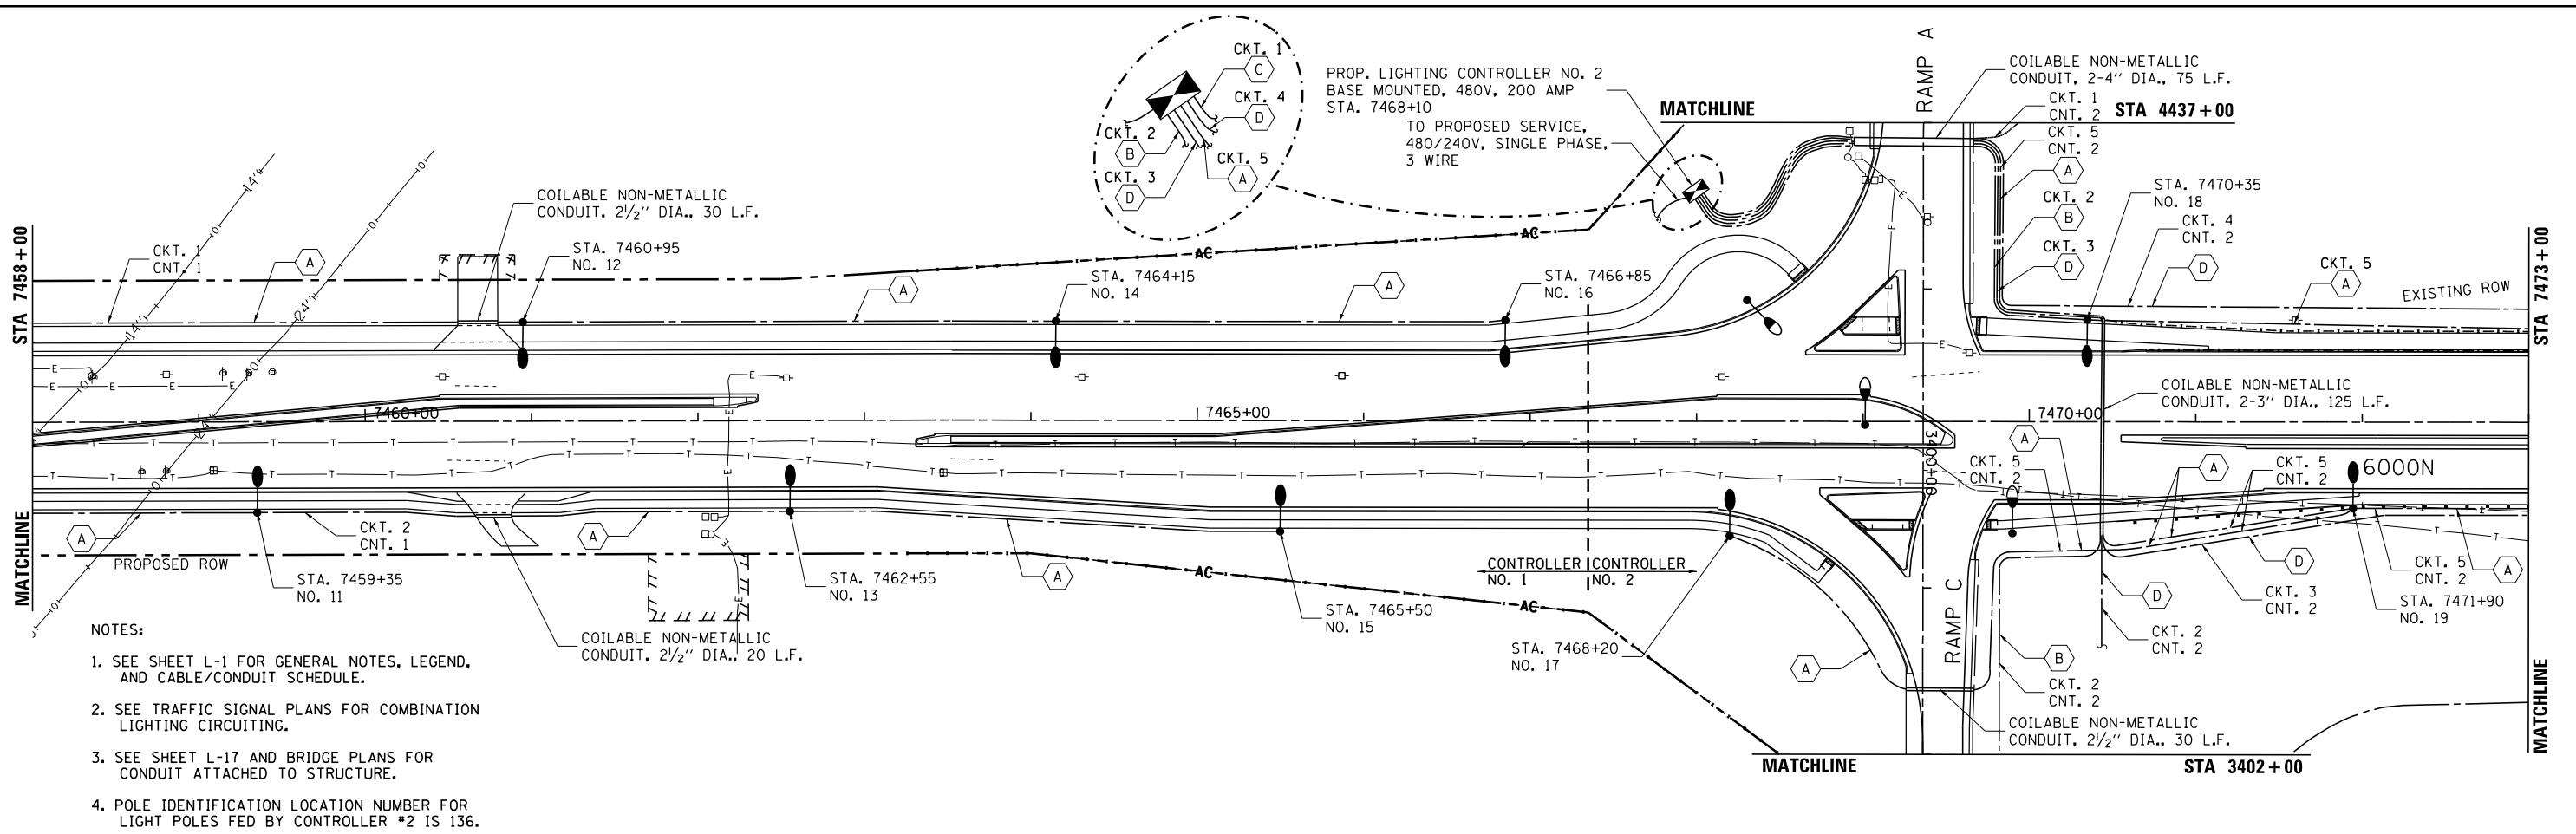 RAMP A
CKT. 1
C
CKT. 4
D
CKT. 2
B
CKT. 5
A
CKT. 3
D
PROP. LIGHTING CONTROLLER NO. 2
BASE MOUNTED, 480V, 200 AMP
STA. 7468+10
TO PROPOSED SERVICE,
480/240V, SINGLE PHASE,
3 WIRE
MATCHLINE
STA 4437+00
COILABLE NON-METALLIC
CONDUIT, 2-4'' DIA., 75 L.F.
CKT. 1
CNT. 2
CKT. 5
CNT. 2
A
CKT. 2
B
CKT. 3
D
STA. 7470+35
NO. 18
CKT. 4
CNT. 2
D
CKT. 5
A
EXISTING ROW
STA 7473+00
MATCHLINE
STA 7458+00
MATCHLINE
14"
14"
24"
24"
CKT. 1
CNT. 1
A
COILABLE NON-METALLIC
CONDUIT, 2½'' DIA., 30 L.F.
STA. 7460+95
NO. 12
A
STA. 7464+15
NO. 14
A
STA. 7466+85
NO. 16
AC
AC
7460+00
7465+00
7470+00
3400+00
COILABLE NON-METALLIC
CONDUIT, 2-3" DIA., 125 L.F.
A
CKT. 5
CNT. 2
A
CKT. 5
CNT. 2
6000N
A
CKT. 2
CNT. 1
PROPOSED ROW
STA. 7459+35
NO. 11
A
STA. 7462+55
NO. 13
COILABLE NON-METALLIC
CONDUIT, 2½'' DIA., 20 L.F.
A
AC
AC
STA. 7465+50
NO. 15
CONTROLLER
NO. 1
CONTROLLER
NO. 2
STA. 7468+20
NO. 17
A
RAMP C
D
CKT. 2
CNT. 2
B
CKT. 2
CNT. 2
D
CKT. 3
CNT. 2
CKT. 5
CNT. 2
A
STA. 7471+90
NO. 19
COILABLE NON-METALLIC
CONDUIT, 2½'' DIA., 30 L.F.
MATCHLINE
STA 3402+00
NOTES:
1. SEE SHEET L-1 FOR GENERAL NOTES, LEGEND,
AND CABLE/CONDUIT SCHEDULE.
2. SEE TRAFFIC SIGNAL PLANS FOR COMBINATION
LIGHTING CIRCUITING.
3. SEE SHEET L-17 AND BRIDGE PLANS FOR
CONDUIT ATTACHED TO STRUCTURE.
4. POLE IDENTIFICATION LOCATION NUMBER FOR
LIGHT POLES FED BY CONTROLLER #2 IS 136.